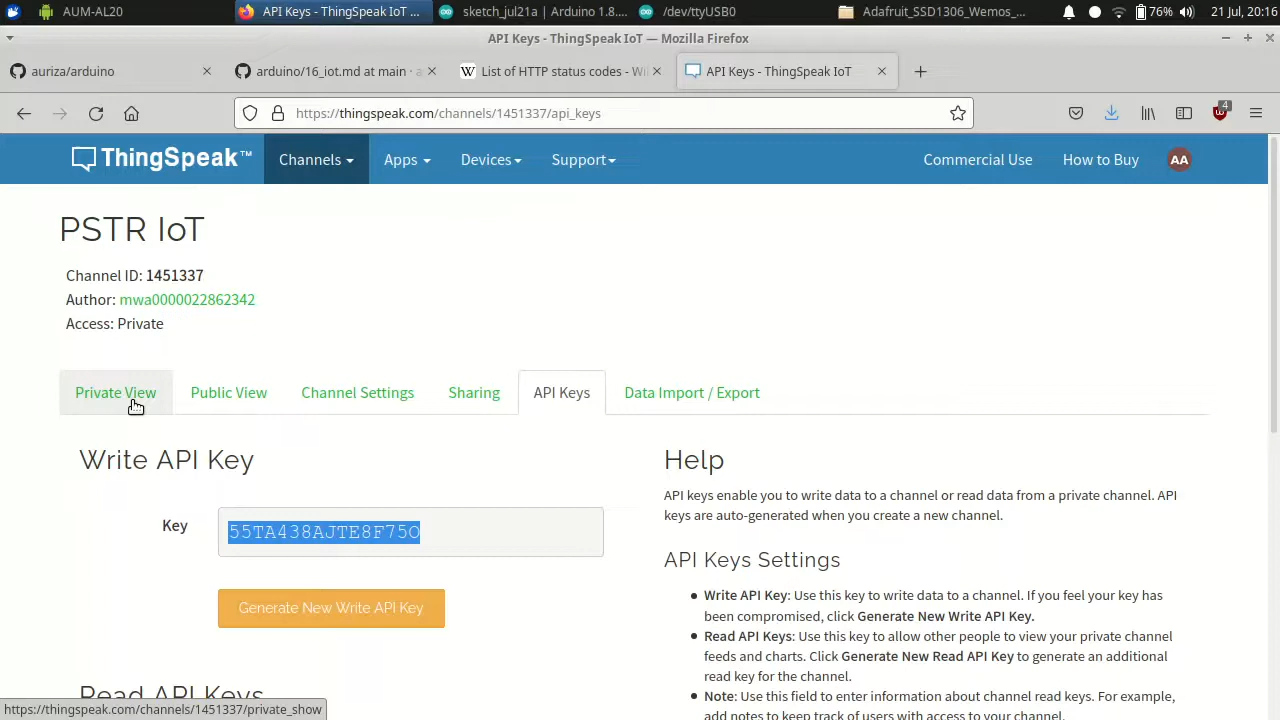 AUM-AL20
API Keys - ThingSpeak IoT ...
sketch_jul21a | Arduino 1.8....
/dev/ttyUSB0
Adafruit_SSD1306_Wemos_...
76%
21 Jul, 20:16
API Keys - ThingSpeak IoT — Mozilla Firefox
auriza/arduino
arduino/16_iot.md at main · a
W List of HTTP status codes - Wi
API Keys - ThingSpeak IoT
https://thingspeak.com/channels/1451337/api_keys
4
ThingSpeak™
Channels
Apps
Devices
Support
Commercial Use
How to Buy
AA
PSTR IoT
Channel ID: 1451337
Author: mwa0000022862342
Access: Private
Private View
Public View
Channel Settings
Sharing
API Keys
Data Import / Export
Write API Key
Key
55TA438AJTE8F75O
Generate New Write API Key
Read API Keys
Help
API keys enable you to write data to a channel or read data from a private channel. API
keys are auto-generated when you create a new channel.
API Keys Settings
Write API Key: Use this key to write data to a channel. If you feel your key has
been compromised, click Generate New Write API Key.
Read API Keys: Use this key to allow other people to view your private channel
feeds and charts. Click Generate New Read API Key to generate an additional
read key for the channel.
Note: Use this field to enter information about channel read keys. For example,
add notes to keep track of users with access to your channel.
https://thingspeak.com/channels/1451337/private_show